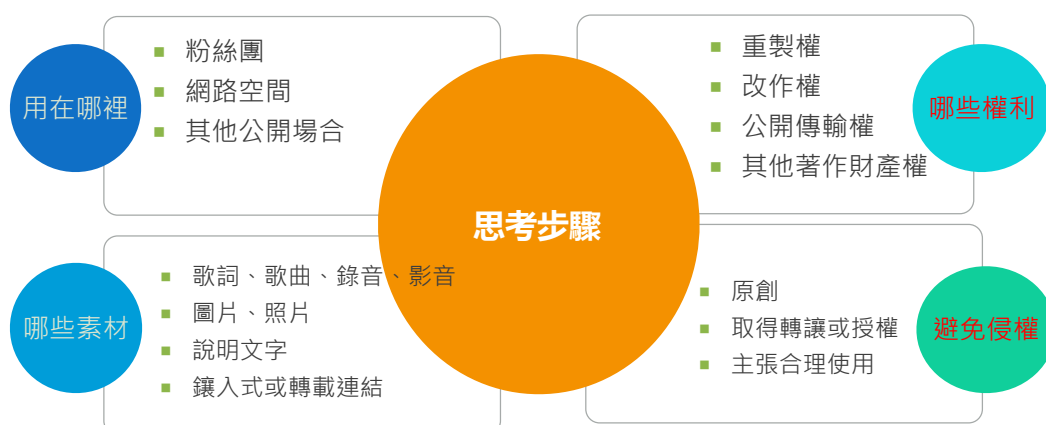 用在哪裡
粉絲團
網路空間
其他公開場合
重製權
改作權
公開傳輸權
其他著作財產權
哪些權利
思考步驟
哪些素材
歌詞、歌曲、錄音、影音
圖片、照片
說明文字
鑲入式或轉載連結
原創
取得轉讓或授權
主張合理使用
避免侵權